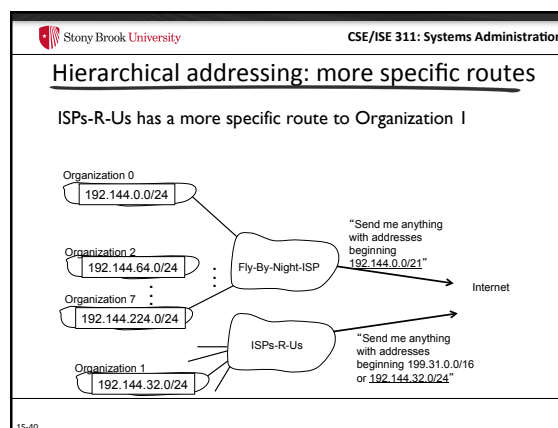 Stony Brook University
CSE/ISE 311: Systems Administration
Hierarchical addressing: more specific routes
ISPs-R-Us has a more specific route to Organization 1
Organization 0
192.144.0.0/24
Organization 2
192.144.64.0/24
Organization 7
192.144.224.0/24
Organization 1
192.144.32.0/24
Fly-By-Night-ISP
ISPs-R-Us
“Send me anything
with addresses
beginning
192.144.0.0/21”
Internet
“Send me anything
with addresses
beginning 199.31.0.0/16
or 192.144.32.0/24”
15-40